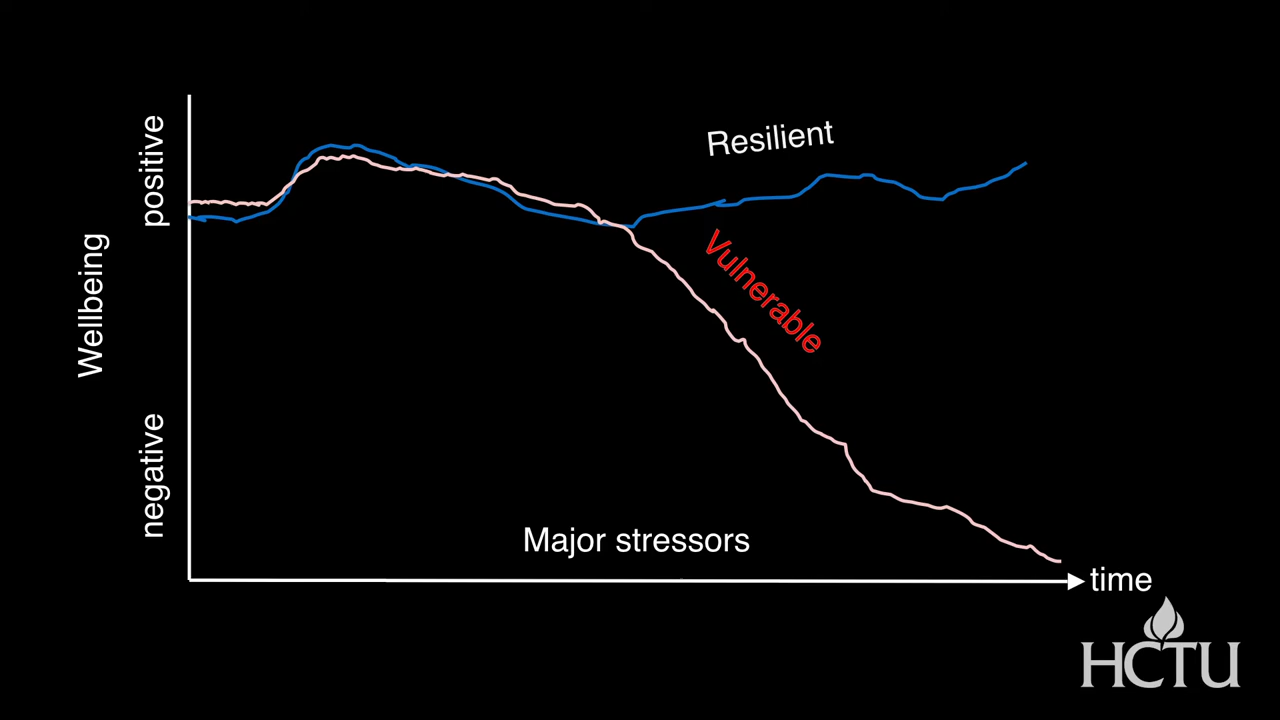 Resilient
positive
Vulnerable
Wellbeing
negative
Major stressors
time
HCTU